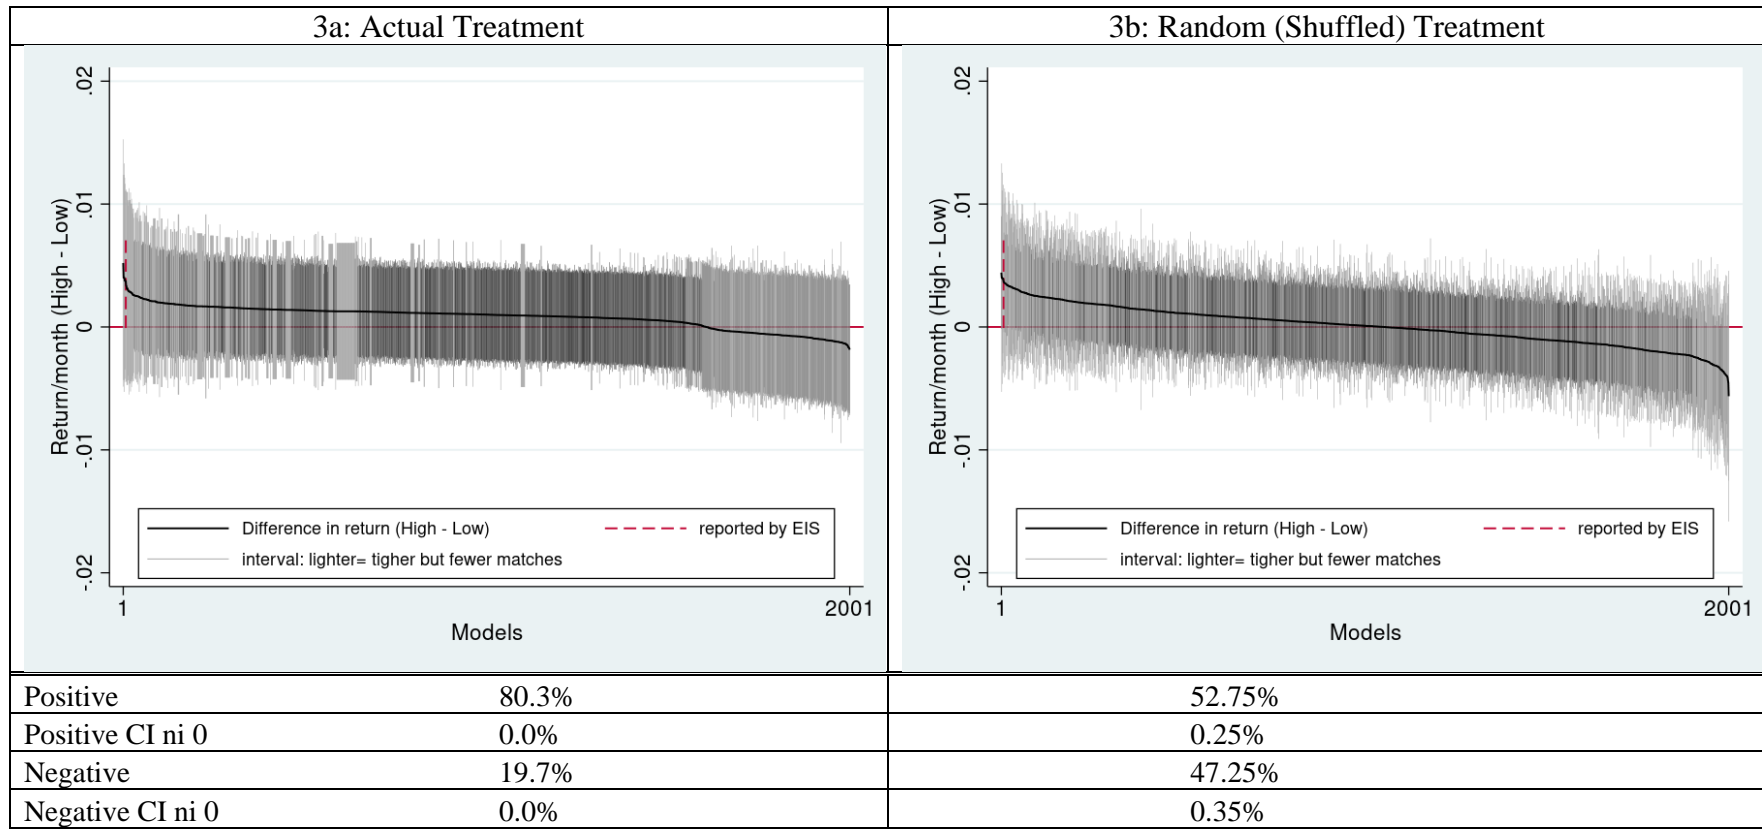 3a: Actual Treatment
3b: Random (Shuffled) Treatment
.02
.01
0
-.01
-.02
Return/month (High - Low)
Difference in return (High - Low)
reported by EIS
interval: lighter= tigher but fewer matches
1
2001
Models
.02
.01
0
-.01
-.02
Return/month (High - Low)
Difference in return (High - Low)
reported by EIS
interval: lighter= tigher but fewer matches
1
2001
Models
Positive 80.3% 52.75%
Positive CI ni 0 0.0% 0.25%
Negative 19.7% 47.25%
Negative CI ni 0 0.0% 0.35%